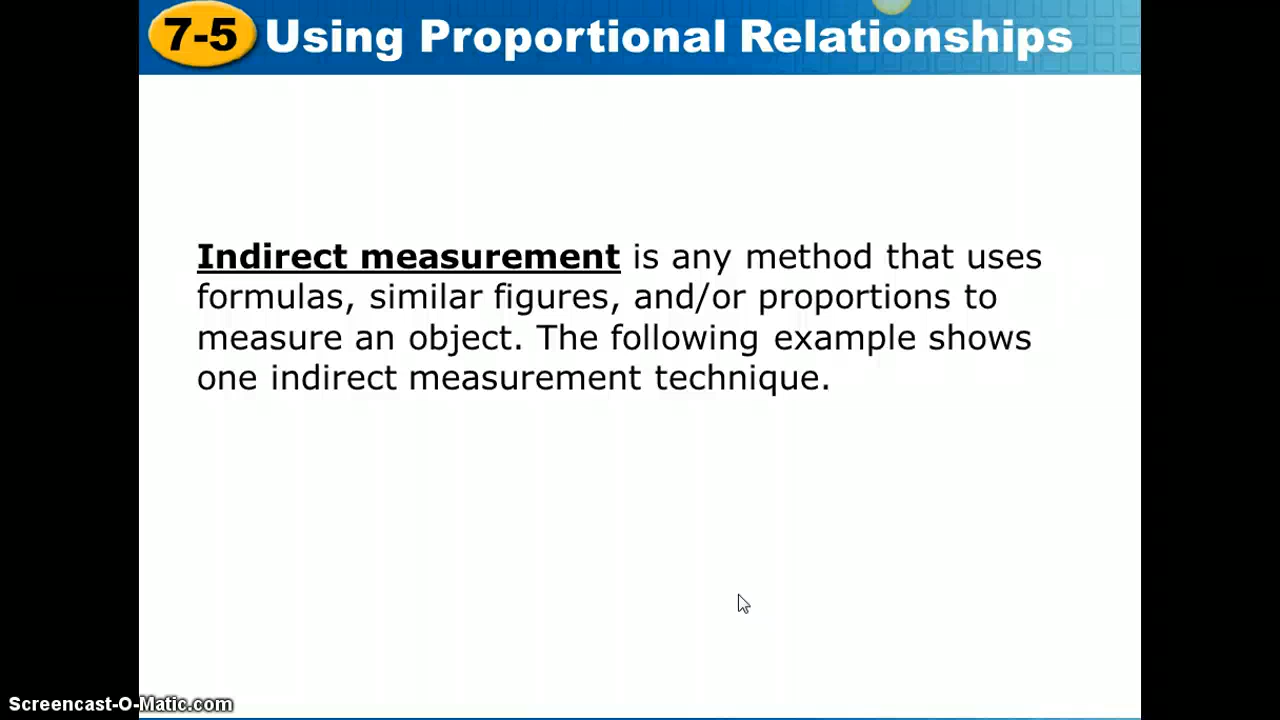 7-5 Using Proportional Relationships
Indirect measurement is any method that uses
formulas, similar figures, and/or proportions to
measure an object. The following example shows
one indirect measurement technique.
Screencast-O-Matic.com